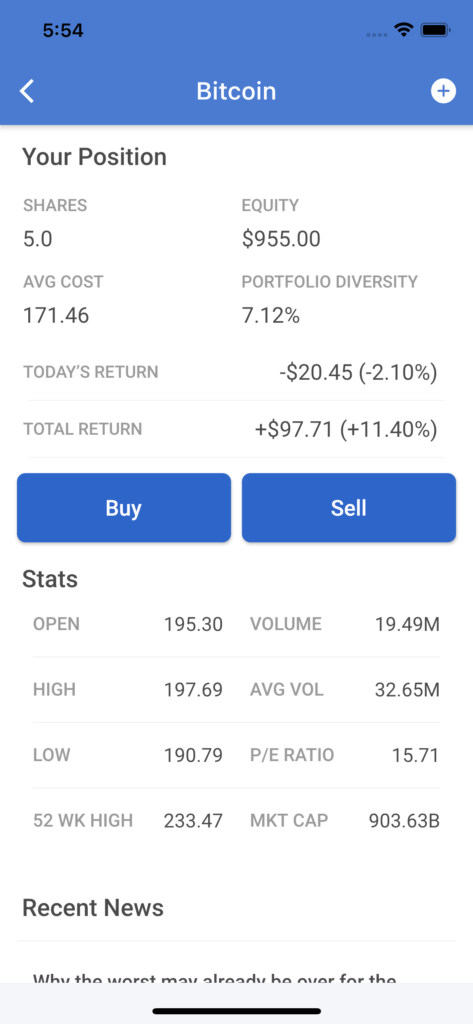 5:54
Bitcoin
Your Position
SHARES EQUITY
5.0 $955.00
AVG COST PORTFOLIO DIVERSITY
171.46 7.12%
TODAY’S RETURN -$20.45 (-2.10%)
TOTAL RETURN +$97.71 (+11.40%)
Buy Sell
Stats
OPEN 195.30 VOLUME 19.49M
HIGH 197.69 AVG VOL 32.65M
LOW 190.79 P/E RATIO 15.71
52 WK HIGH 233.47 MKT CAP 903.63B
Recent News
Why the worst may already be over for the